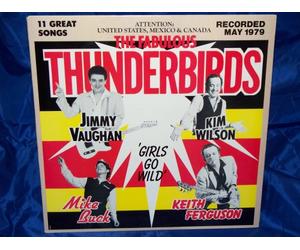 11 GREAT SONGS
ATTENTION:
UNITED STATES, MEXICO & CANADA
RECORDED MAY 1979
THE FABULOUS
THUNDERBIRDS
JIMMY VAUGHAN
KIM WILSON
'GIRLS GO WILD'
Mike Buck
KEITH FERGUSON